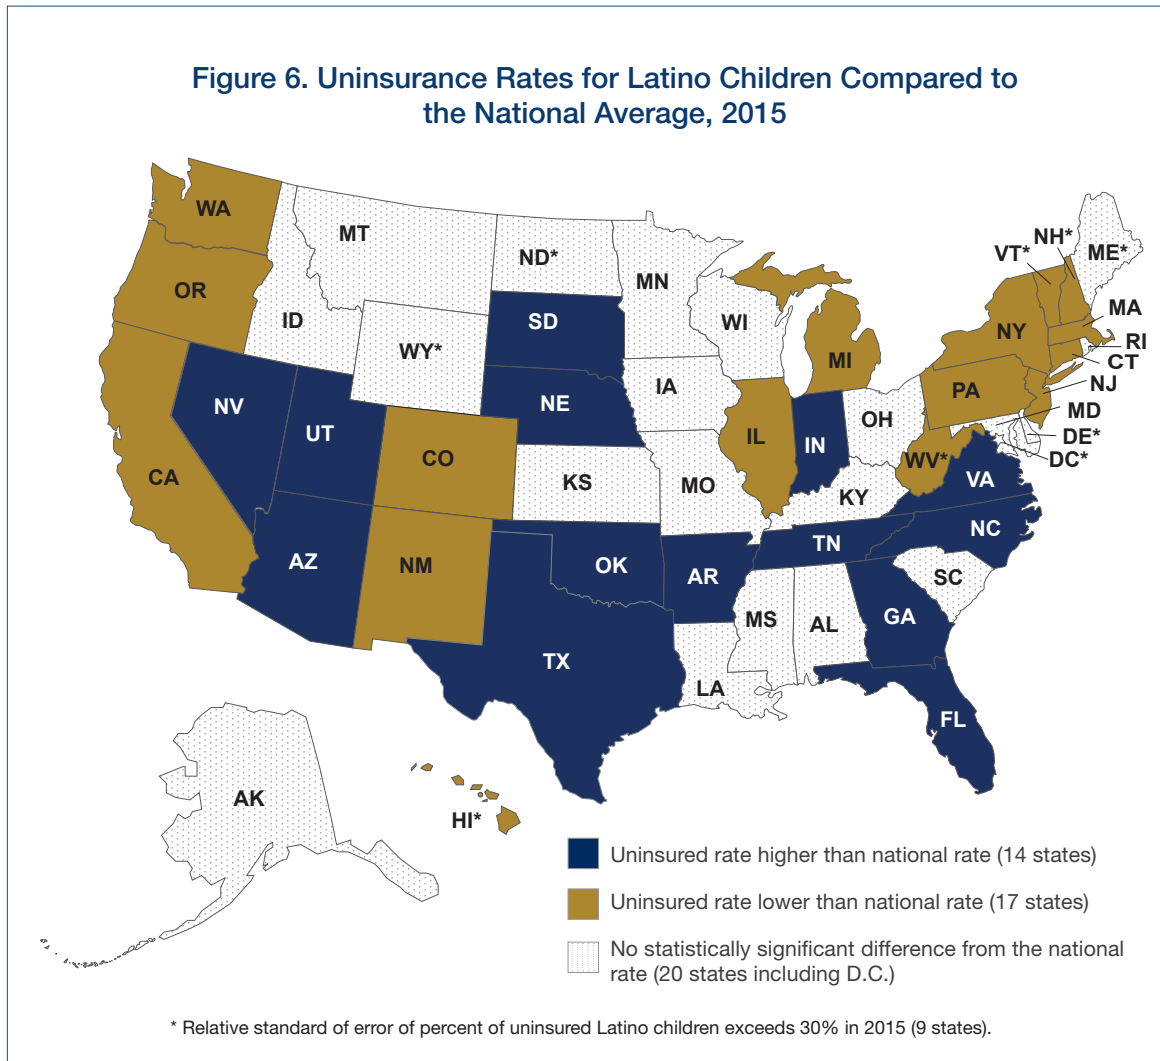 Figure 6. Uninsurance Rates for Latino Children Compared to
the National Average, 2015
WA
MT
ND*
MN
VT*
NH*
ME*
OR
ID
SD
WI
NY
MA
WY*
MI
RI
CT
NV
UT
NE
IA
PA
NJ
CA
CO
KS
MO
IL
IN
OH
MD
DE*
WV*
DC*
KY
VA
AZ
NM
OK
AR
TN
NC
SC
MS
AL
GA
TX
LA
FL
AK
HI*
Uninsured rate higher than national rate (14 states)
Uninsured rate lower than national rate (17 states)
No statistically significant difference from the national
rate (20 states including D.C.)
* Relative standard of error of percent of uninsured Latino children exceeds 30% in 2015 (9 states).